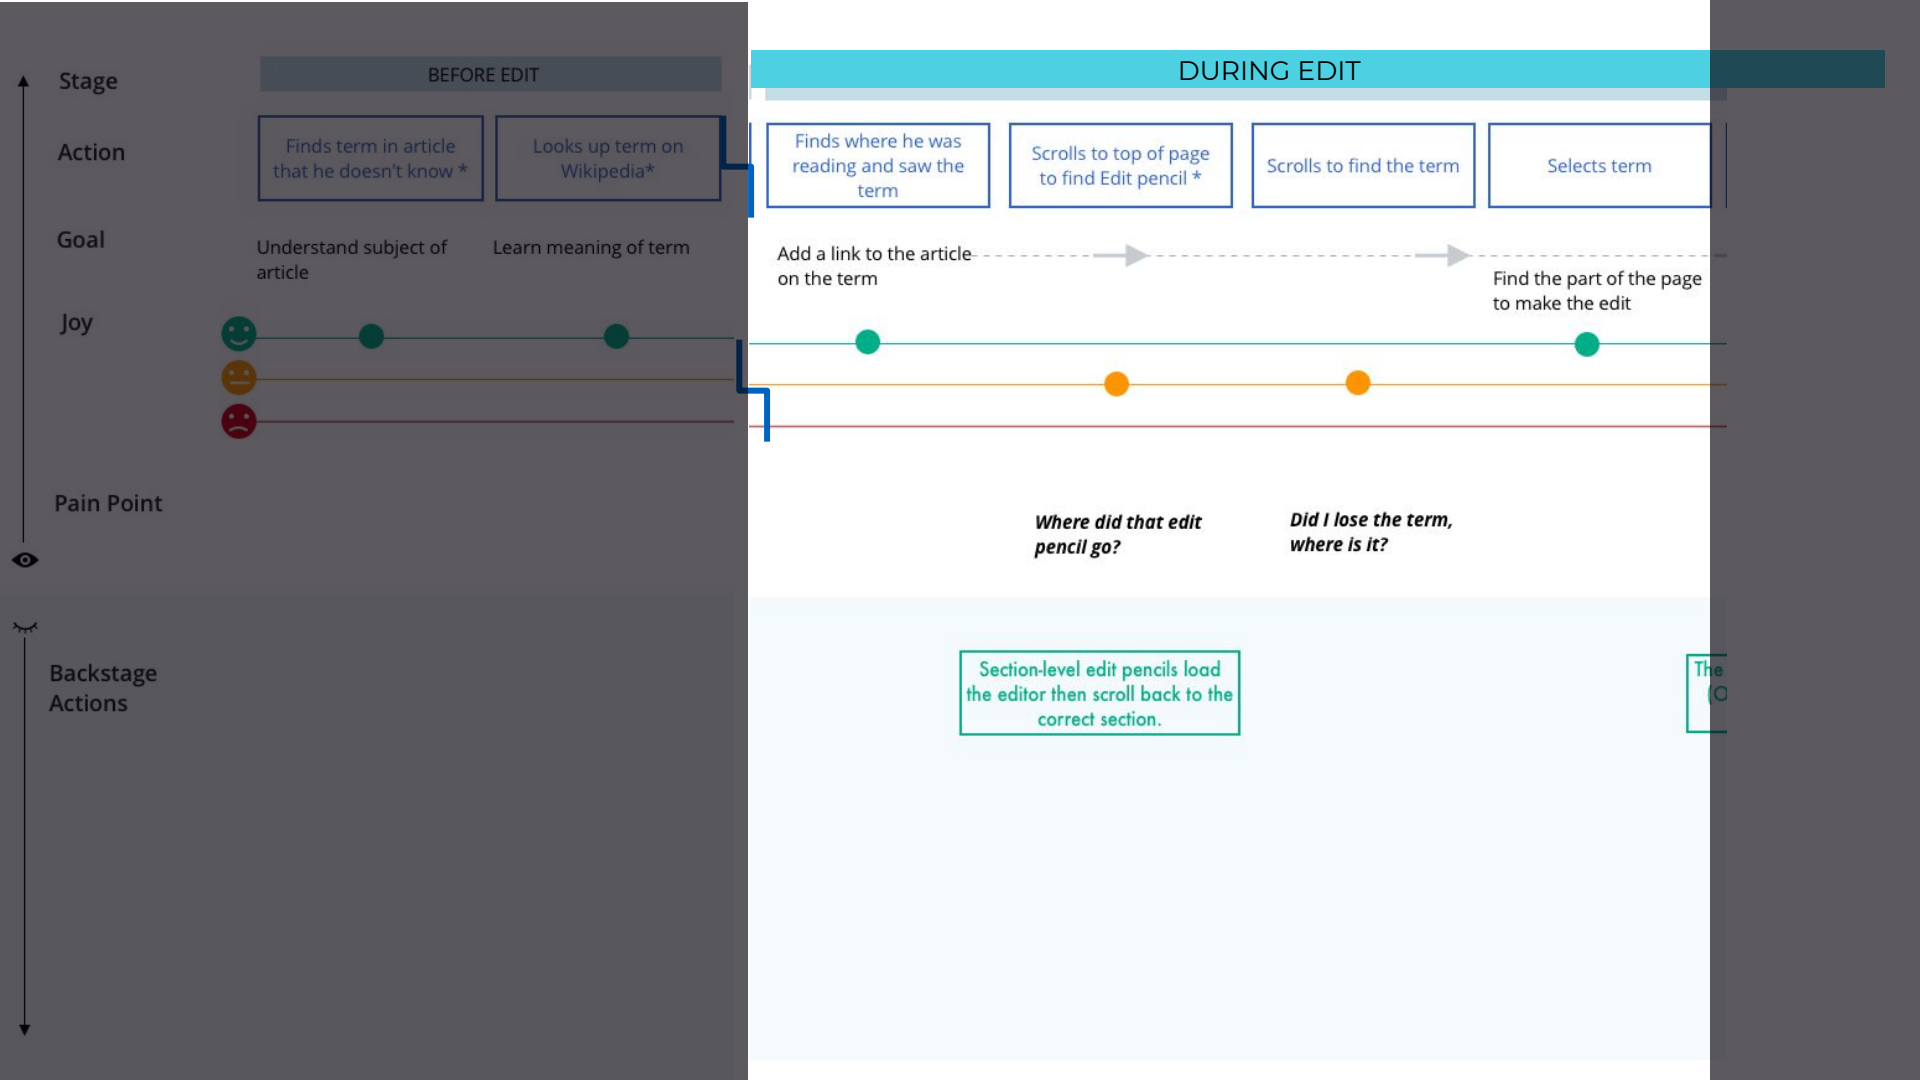 Stage
BEFORE EDIT
DURING EDIT
Action
Finds term in article
that he doesn't know *
Looks up term on
Wikipedia*
Finds where he was
reading and saw the
term
Scrolls to top of page
to find Edit pencil *
Scrolls to find the term
Selects term
Goal
Understand subject of
article
Learn meaning of term
Add a link to the article
on the term
Find the part of the page
to make the edit
Joy
Pain Point
Where did that edit
pencil go?
Did I lose the term,
where is it?
Backstage
Actions
Section-level edit pencils load
the editor then scroll back to the
correct section.
The
(O